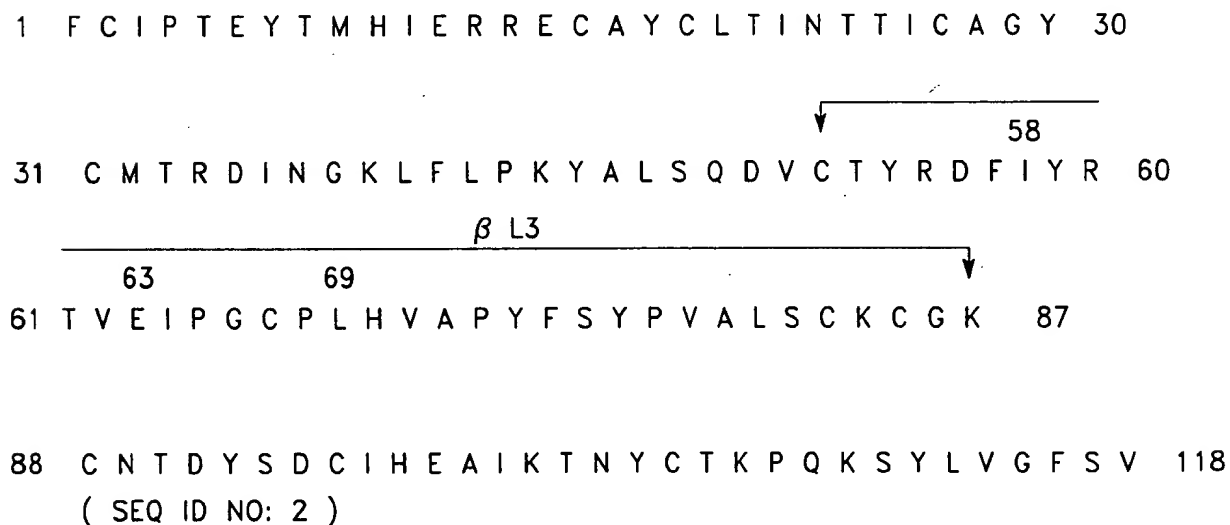 1 F C I P T E Y T M H I E R R E C A Y C L T I N T T I C A G Y 30
58
31 C M T R D I N G K L F L P K Y A L S Q D V C T Y R D F I Y R 60
β L3
63 69
61 T V E I P G C P L H V A P Y F S Y P V A L S C K C G K 87
88 C N T D Y S D C I H E A I K T N Y C T K P Q K S Y L V G F S V 118
( SEQ ID NO: 2 )